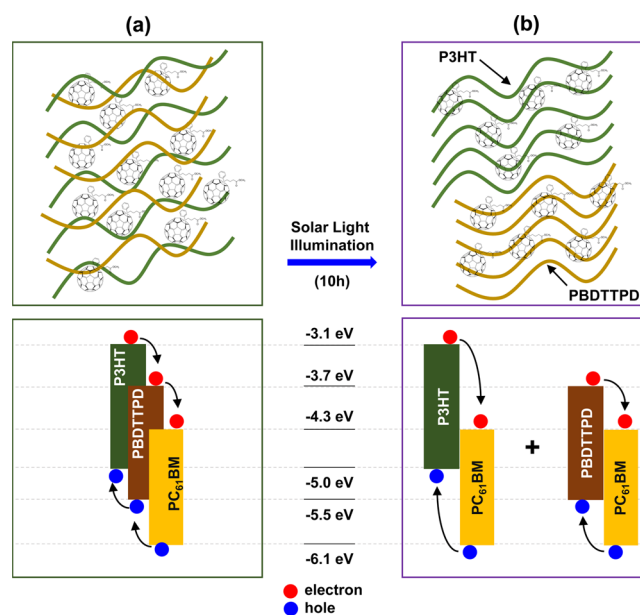 (a)
(b)
P3HT
Solar Light
Illumination
(10h)
PBDTTPD
-3.1 eV
-3.7 eV
-4.3 eV
-5.0 eV
-5.5 eV
-6.1 eV
P3HT
PBDTTPD
PC₆₁BM
P3HT
PC₆₁BM
+
PBDTTPD
PC₆₁BM
electron
hole